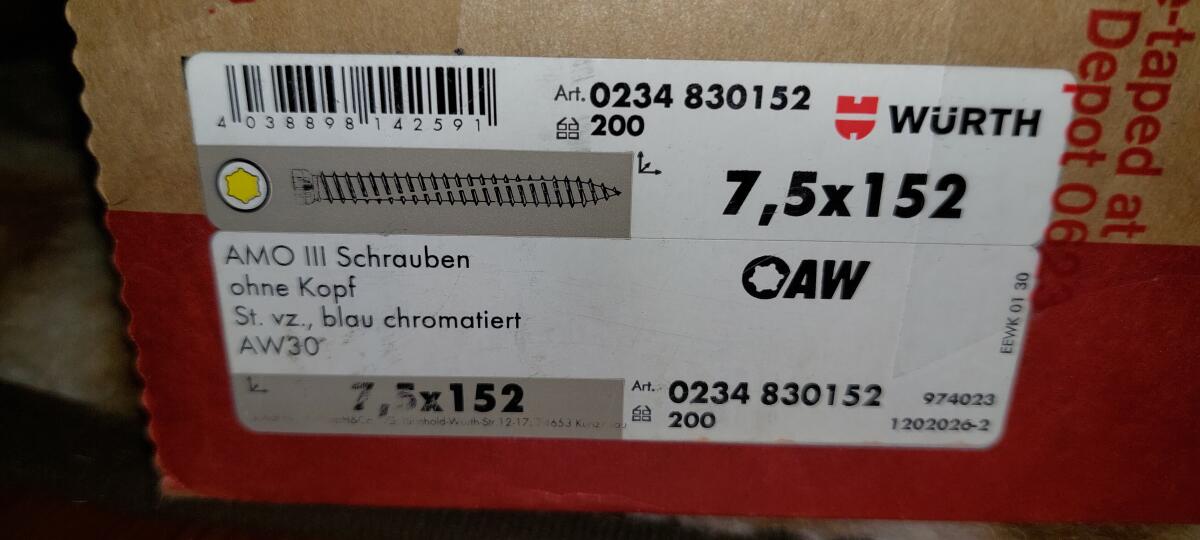 e-taped at
Depot 0623
4 038898 142591
Art. 0234 830152
200
WÜRTH
7,5x152
AMO III Schrauben
ohne Kopf
St. vz., blau chromatiert
AW30
AW
EEWK 01 30
7,5x152
Art. 0234 830152
200
974023
1202026-2